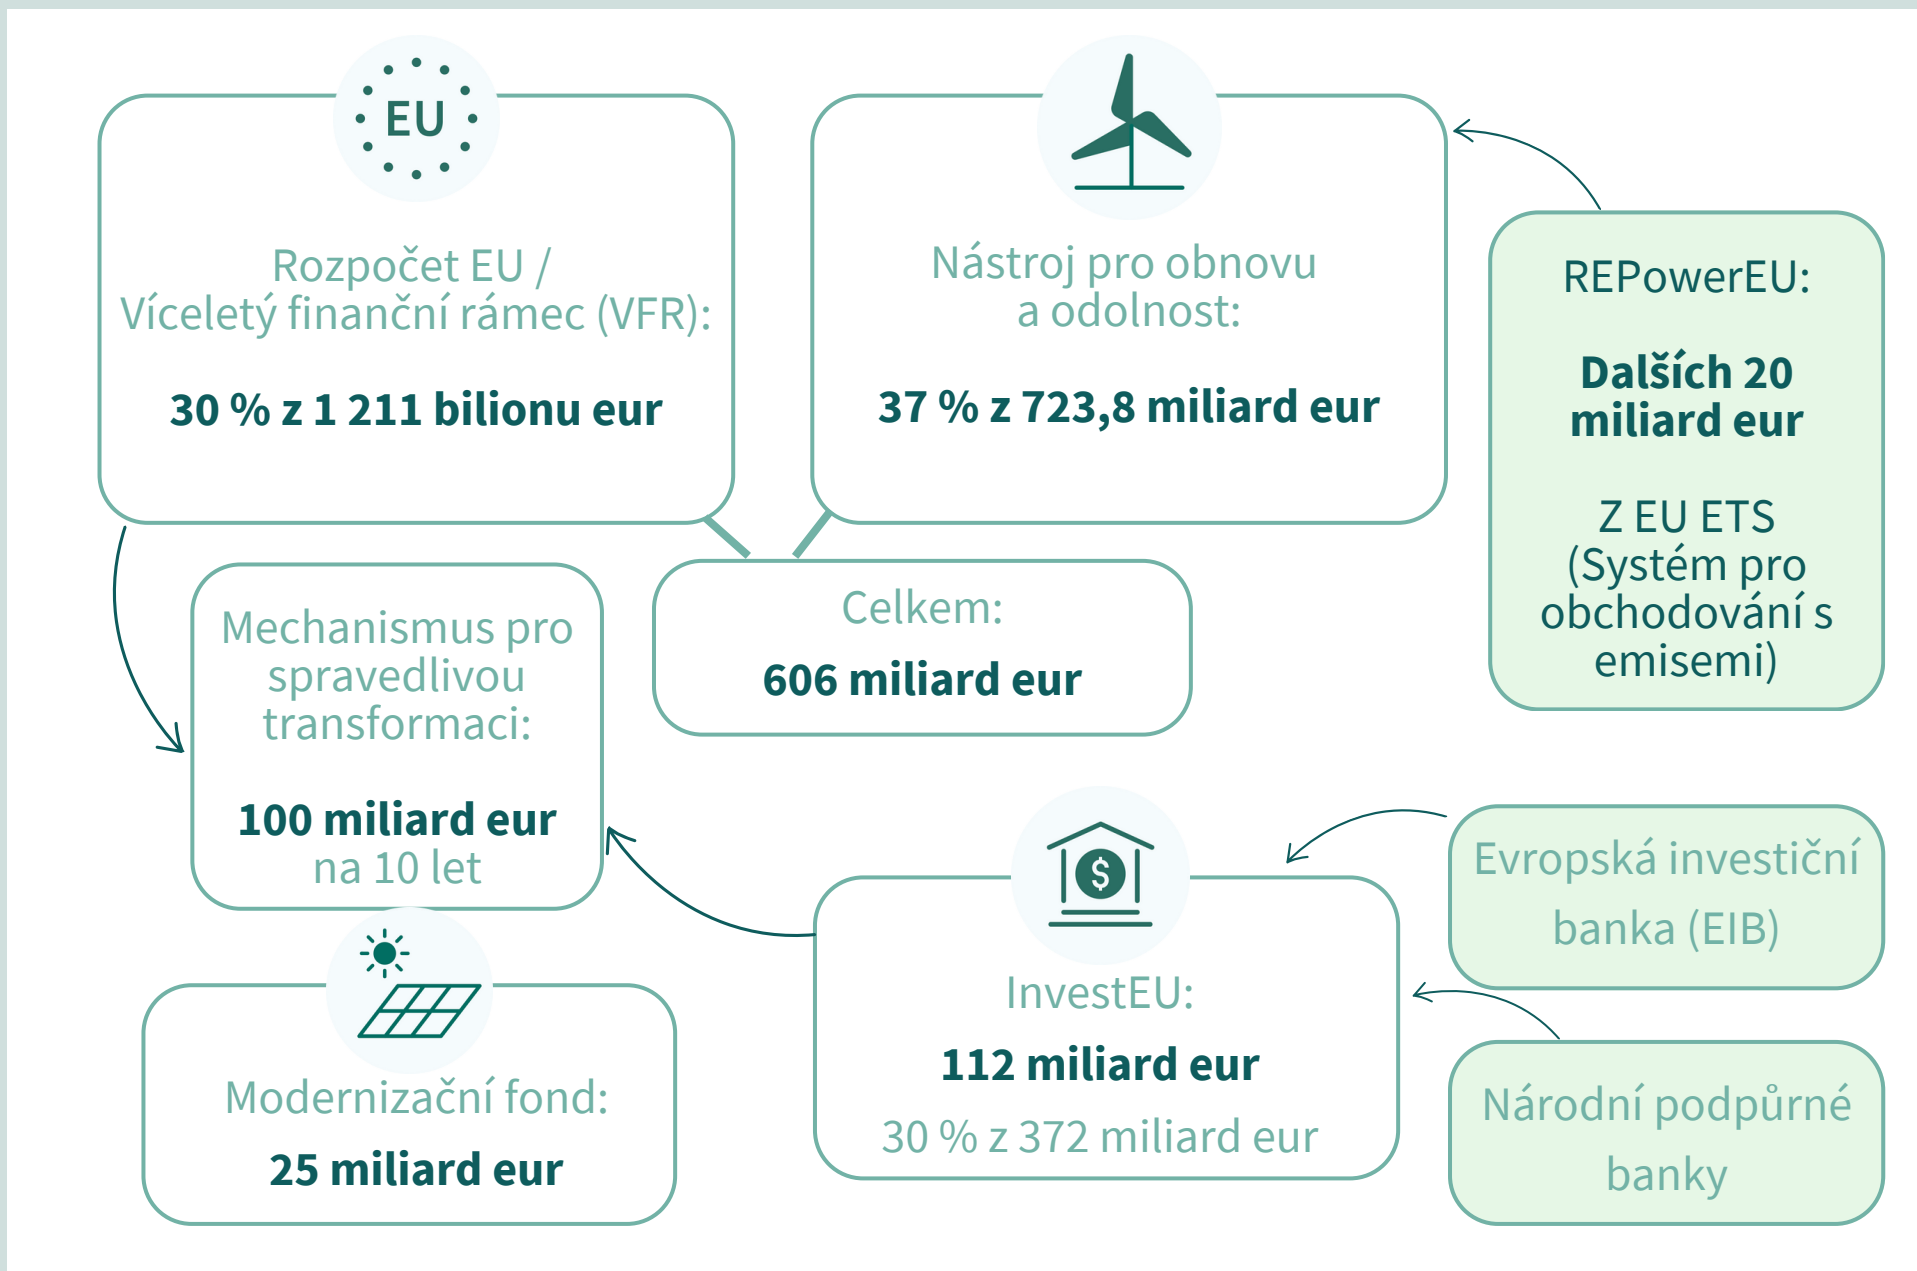 EU
Rozpočet EU /
Víceletý finanční rámec (VFR):
30 % z 1 211 bilionu eur
Nástroj pro obnovu
a odolnost:
37 % z 723,8 miliard eur
REPowerEU:
Dalších 20
miliard eur
Z EU ETS
(Systém pro
obchodování s
emisemi)
Celkem:
606 miliard eur
Mechanismus pro
spravedlivou
transformaci:
100 miliard eur
na 10 let
$
InvestEU:
112 miliard eur
30 % z 372 miliard eur
Evropská investiční
banka (EIB)
Národní podpůrné
banky
Modernizační fond:
25 miliard eur